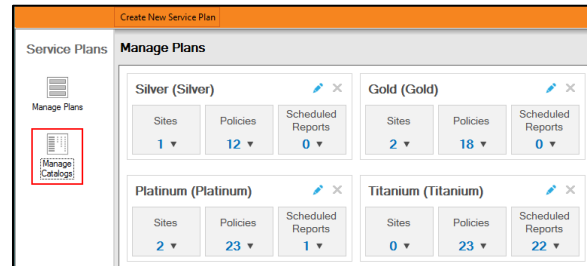 Create New Service Plan
Service Plans
Manage Plans
Manage Plans
Manage
Catalogs
Silver (Silver)
Sites
1
Policies
12
Scheduled
Reports
0
Gold (Gold)
Sites
2
Policies
18
Scheduled
Reports
0
Platinum (Platinum)
Sites
2
Policies
23
Scheduled
Reports
1
Titanium (Titanium)
Sites
0
Policies
23
Scheduled
Reports
22